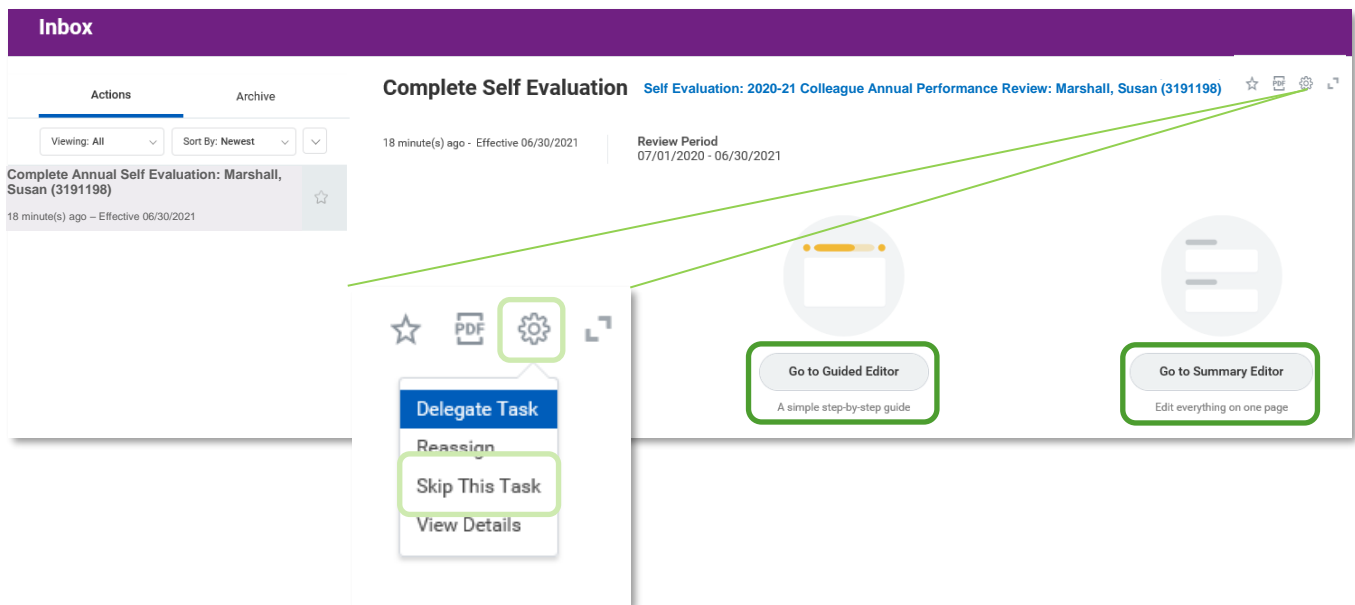 Inbox
Actions
Archive
Viewing: All
Sort By: Newest
Complete Annual Self Evaluation: Marshall,
Susan (3191198)
18 minute(s) ago – Effective 06/30/2021
Complete Self Evaluation
Self Evaluation: 2020-21 Colleague Annual Performance Review: Marshall, Susan (3191198)
PDF
18 minute(s) ago - Effective 06/30/2021
Review Period
07/01/2020 - 06/30/2021
Go to Guided Editor
A simple step-by-step guide
Go to Summary Editor
Edit everything on one page
PDF
Delegate Task
Reassign
Skip This Task
View Details